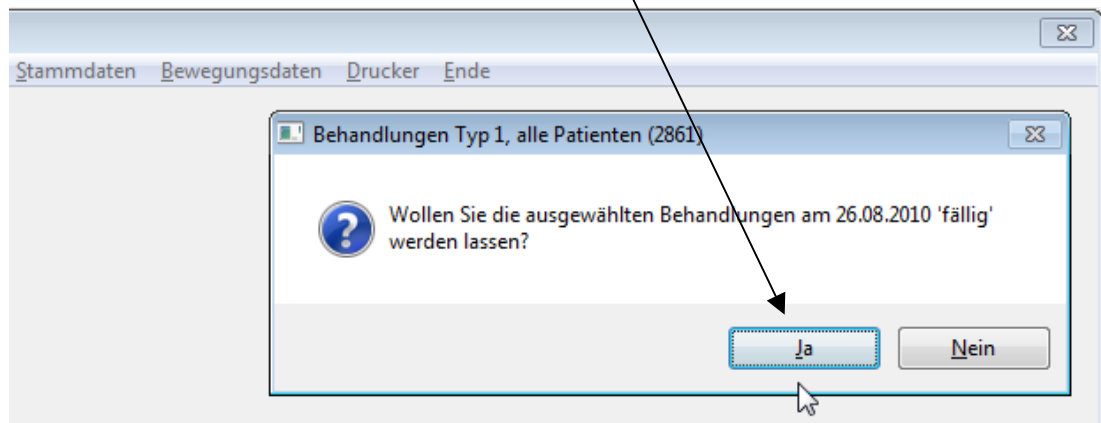 Stammdaten Bewegungsdaten Drucker Ende
Behandlungen Typ 1, alle Patienten (2861)
Wollen Sie die ausgewählten Behandlungen am 26.08.2010 'fällig'
werden lassen?
Ja Nein